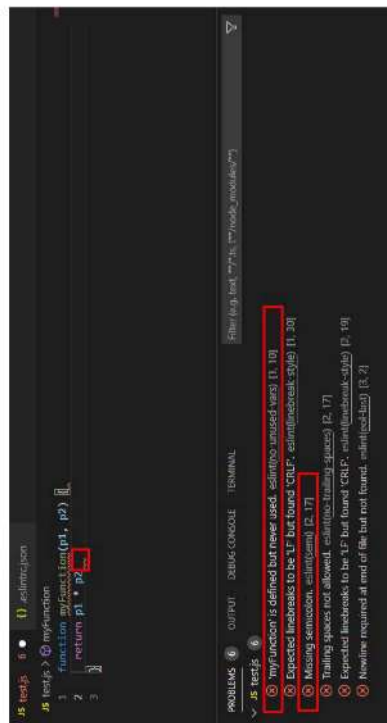 JS test.js 6 ● {} .eslintrc.json
JS test.js > myFunction
1 function myFunction(p1, p2) {
2 return p1 * p2
3 }
PROBLEMS 6 OUTPUT DEBUG CONSOLE TERMINAL
Filter (e.g. text, **/*.ts, !**/node_modules/**)
JS test.js 6
'myFunction' is defined but never used. eslint(no-unused-vars) [1, 10]
Expected linebreaks to be 'LF' but found 'CRLF'. eslint(linebreak-style) [1, 30]
Missing semicolon. eslint(semi) [2, 17]
Trailing spaces not allowed. eslint(no-trailing-spaces) [2, 17]
Expected linebreaks to be 'LF' but found 'CRLF'. eslint(linebreak-style) [2, 19]
Newline required at end of file but not found. eslint(eol-last) [3, 2]